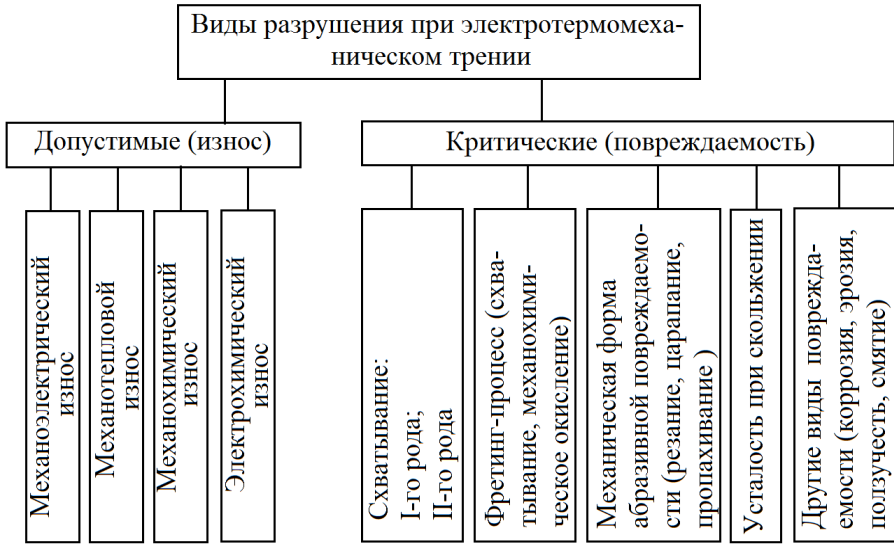 Виды разрушения при электротермомеха-
ническом трении
Допустимые (износ)
Критические (повреждаемость)
Механоэлектрический
износ
Механотепловой
износ
Механохимический
износ
Электрохимический
износ
Схватывание:
I-го рода;
II-го рода
Фретинг-процесс (схва-
тывание, механохими-
ческое окисление)
Механическая форма
абразивной повреждаемо-
сти (резание, царапание,
пропахивание )
Усталость при скольжении
Другие виды поврежда-
емости (коррозия, эрозия,
ползучесть, смятие)